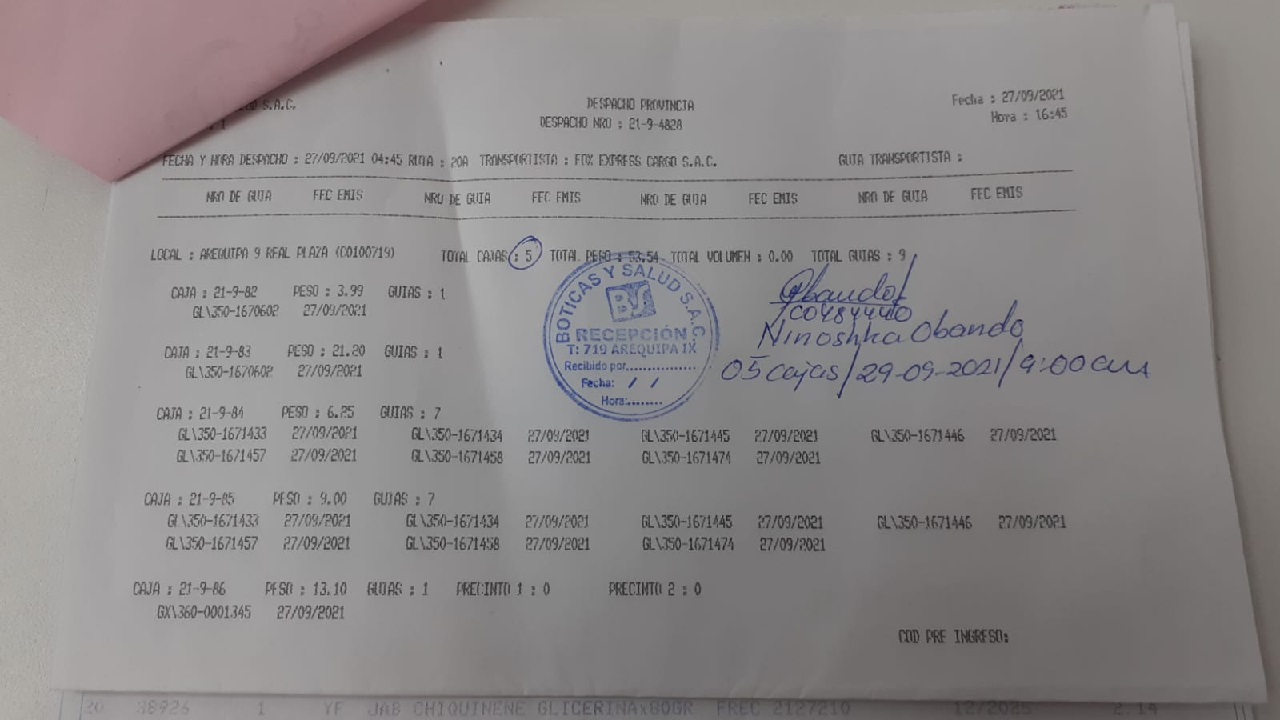 S.A.C. DESPACHO PROVINCIA Fecha : 27/09/2021
DESPACHO NRO : 21-9-4828 Hora : 16:45
FECHA Y HORA DESPACHO : 27/09/2021 04:45 RUTA : 20A TRANSPORTISTA : FOX EXPRESS CARGO S.A.C. GUIA TRANSPORTISTA :
NRO DE GUIA FEC EMIS NRO DE GUIA FEC EMIS NRO DE GUIA FEC EMIS NRO DE GUIA FEC EMIS
LOCAL : AREQUIPA 9 REAL PLAZA (C0100719) TOTAL CAJAS : 5 TOTAL PESO : 53.54 TOTAL VOLUMEN : 0.00 TOTAL GUIAS : 9
CAJA : 21-9-82 PESO : 3.99 GUIAS : 1
GL\350-1670602 27/09/2021
CAJA : 21-9-83 PESO : 21.20 GUIAS : 1
GL\350-1670602 27/09/2021
BOTICAS Y SALUD S.A.C.
RECEPCIÓN
T: 719 AREQUIPA IX
Recibido por
Fecha: / /
Hora:
Obando
Ninoshka Obando
05 cajas/29-09-2021/9:00am
CAJA : 21-9-84 PESO : 6.25 GUIAS : 7
GL\350-1671433 27/09/2021 GL\350-1671434 27/09/2021 GL\350-1671445 27/09/2021 GL\350-1671446 27/09/2021
GL\350-1671457 27/09/2021 GL\350-1671458 27/09/2021 GL\350-1671474 27/09/2021
CAJA : 21-9-85 PESO : 9.00 GUIAS : 7
GL\350-1671433 27/09/2021 GL\350-1671434 27/09/2021 GL\350-1671445 27/09/2021 GL\350-1671446 27/09/2021
GL\350-1671457 27/09/2021 GL\350-1671458 27/09/2021 GL\350-1671474 27/09/2021
CAJA : 21-9-86 PESO : 13.10 GUIAS : 1 PRECINTO 1 : 0 PRECINTO 2 : 0
GX\360-0001345 27/09/2021
COD PRE INGRESO:
20 1 YF JAB CHIQUINENE GLICERINAx80GR FREC 2127210 12/2025 2.14